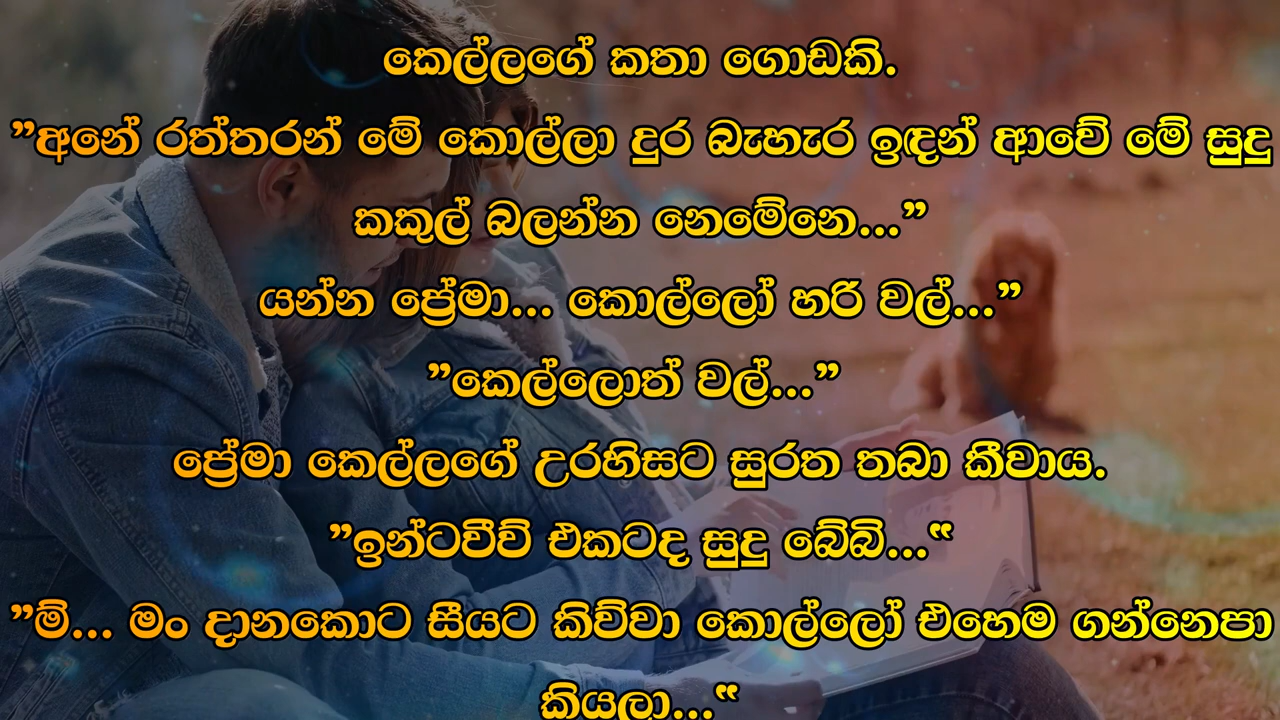 කෙල්ලගේ කතා ගොඩකි.
”අනේ රත්තරන් මේ කොල්ලා දුර බැහැර ඉඳන් ආවේ මේ සුදු
කකුල් බලන්න නෙමේනෙ...”
යන්න ප්‍රේමා... කොල්ලෝ හරි වල්...”
”කෙල්ලොත් වල්...”
ප්‍රේමා කෙල්ලගේ උරහිසට සුරත තබා කීවාය.
”ඉන්ටවීව් එකටද සුදු බේබි...‟
”ම්... මං දානකොට සීයට කිව්වා කොල්ලෝ එහෙම ගන්නෙපා
කියලා...‟